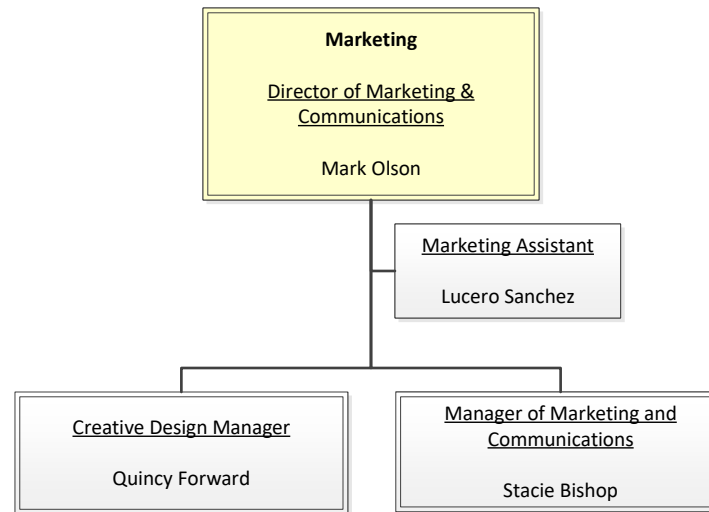 Marketing
Director of Marketing &
Communications
Mark Olson
Marketing Assistant
Lucero Sanchez
Creative Design Manager
Quincy Forward
Manager of Marketing and
Communications
Stacie Bishop